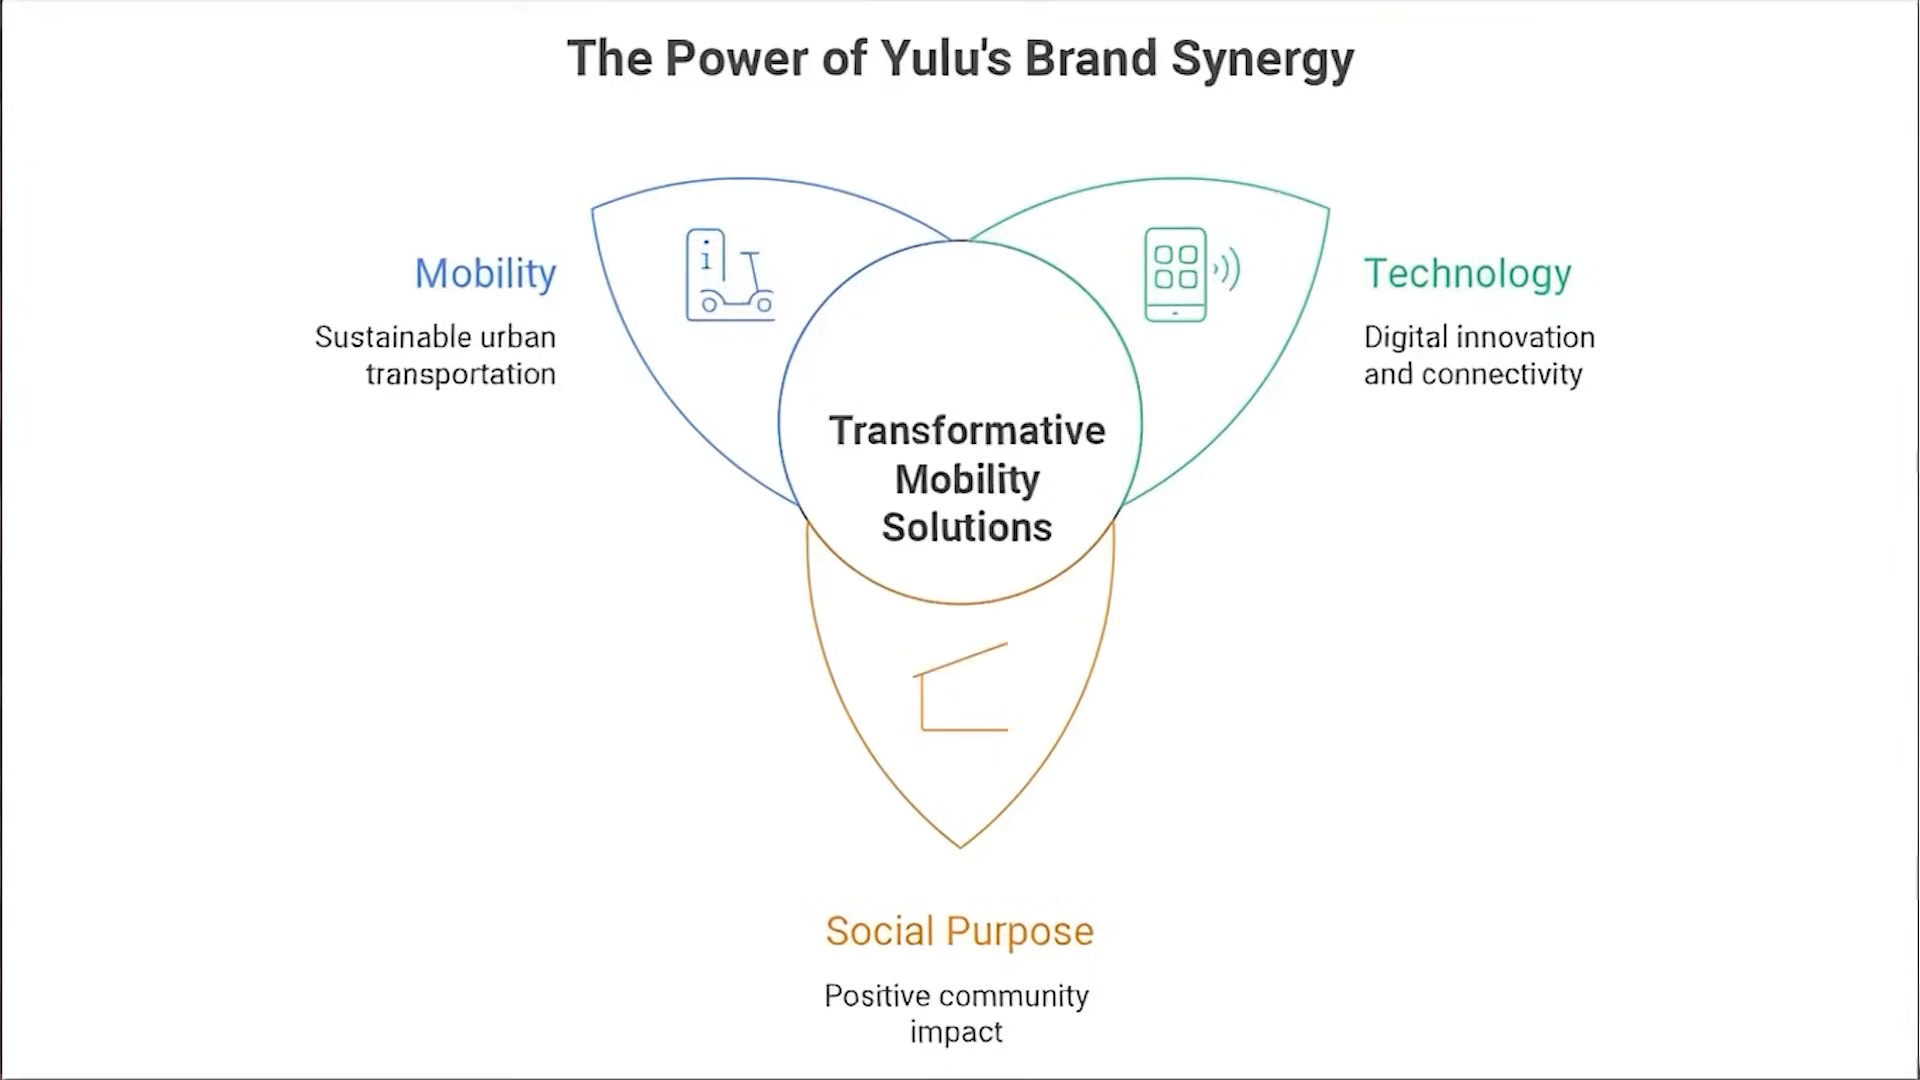 The Power of Yulu's Brand Synergy
Mobility
Sustainable urban
transportation
i
Technology
Digital innovation
and connectivity
Transformative
Mobility
Solutions
Social Purpose
Positive community
impact